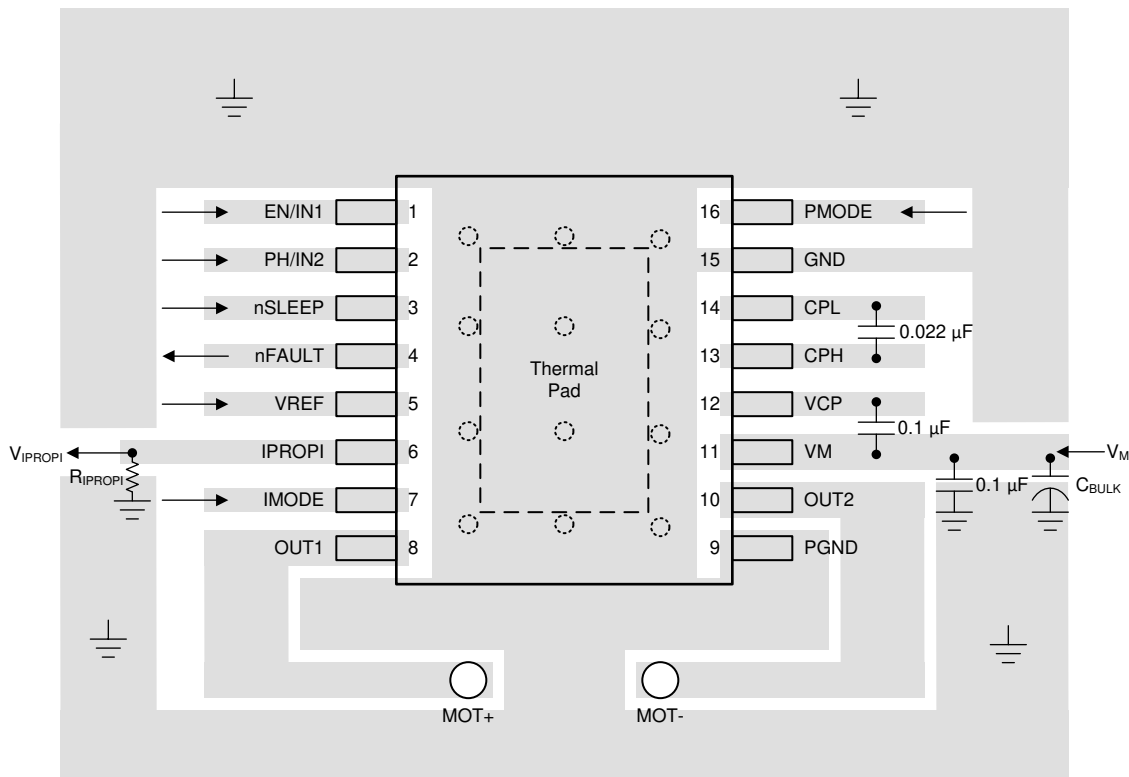 EN/IN1 1
PH/IN2 2
nSLEEP 3
nFAULT 4
VREF 5
IPROPI 6
IMODE 7
OUT1 8
VIPROPI
RIPROPI
Thermal
Pad
16 PMODE
15 GND
14 CPL
0.022 µF
13 CPH
12 VCP
0.1 µF
11 VM
VM
0.1 µF
CBULK
10 OUT2
9 PGND
MOT+
MOT-